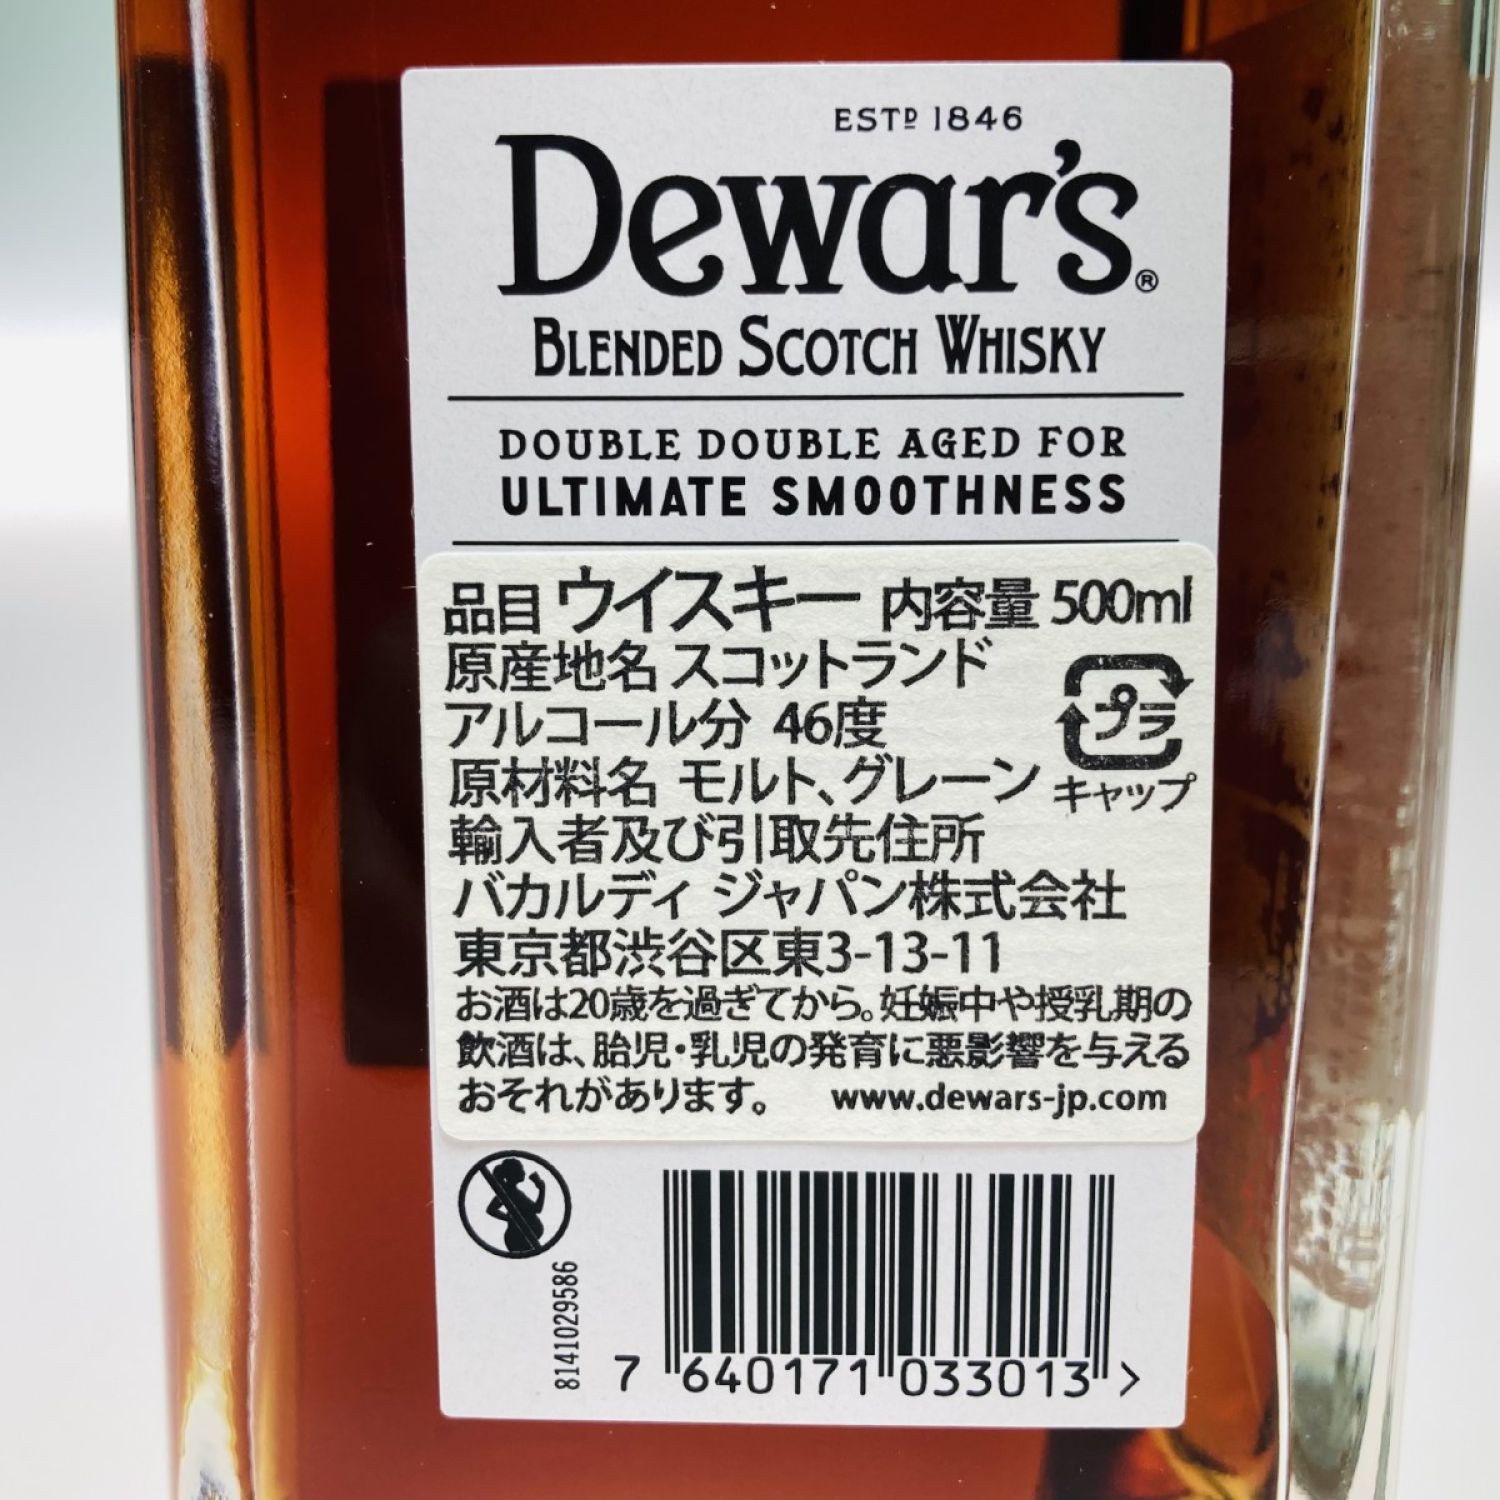 ESTD 1846
Dewar's®
BLENDED SCOTCH WHISKY
DOUBLE DOUBLE AGED FOR
ULTIMATE SMOOTHNESS
品目 ウイスキー 内容量 500ml
原産地名 スコットランド
アルコール分 46度
プラ
原材料名 モルト、グレーン キャップ
輸入者及び引取先住所
バカルディ ジャパン株式会社
東京都渋谷区東3-13-11
お酒は20歳を過ぎてから。妊娠中や授乳期の
飲酒は、胎児・乳児の発育に悪影響を与える
おそれがあります。 www.dewars-jp.com
8141029586
7 640171 033013 >